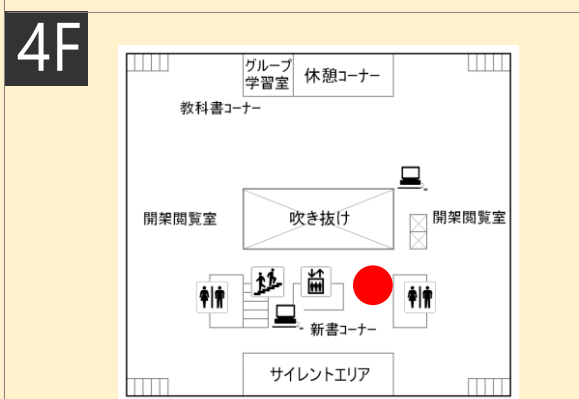 4F
グループ
学習室
休憩コーナー
教科書コーナー
開架閲覧室
吹き抜け
開架閲覧室
新書コーナー
サイレントエリア